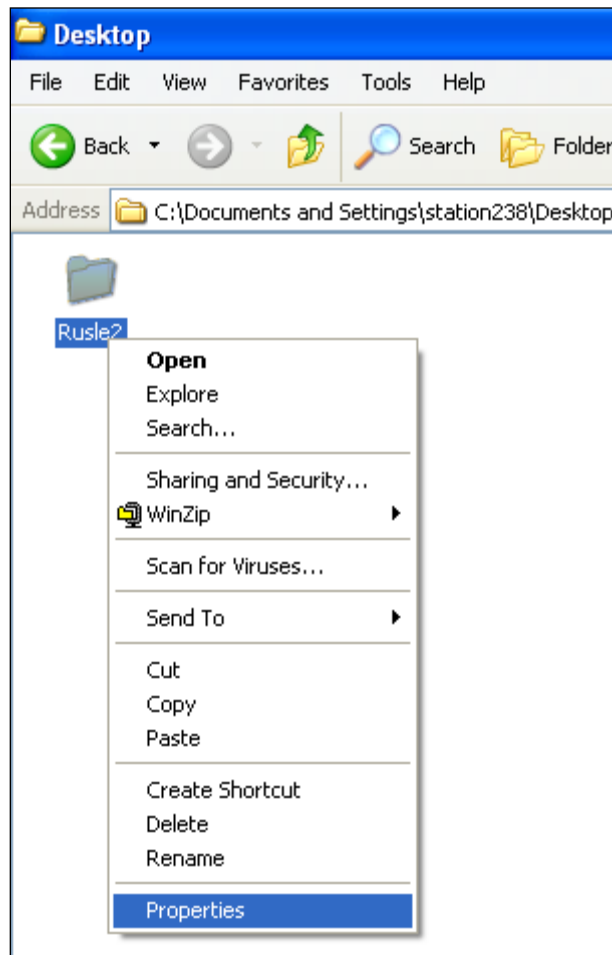 Desktop
File Edit View Favorites Tools Help
Back Search Folder
Address C:\Documents and Settings\station238\Desktop
Rusle2
Open
Explore
Search...
Sharing and Security...
WinZip
Scan for Viruses...
Send To
Cut
Copy
Paste
Create Shortcut
Delete
Rename
Properties